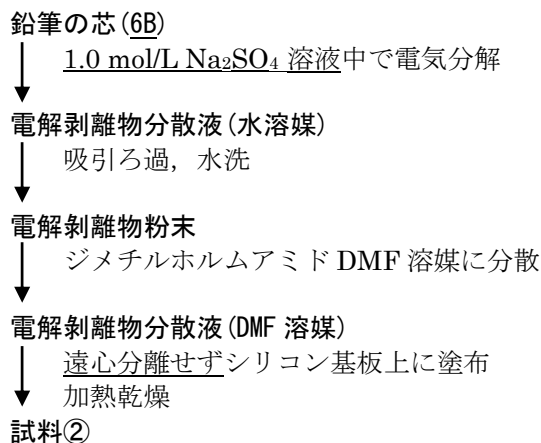 鉛筆の芯(6B)
1.0 mol/L Na₂SO₄ 溶液中で電気分解
電解剥離物分散液(水溶媒)
吸引ろ過，水洗
電解剝離物粉末
ジメチルホルムアミド DMF 溶媒に分散
電解剝離物分散液(DMF 溶媒)
遠心分離せずシリコン基板上に塗布
加熱乾燥
試料②